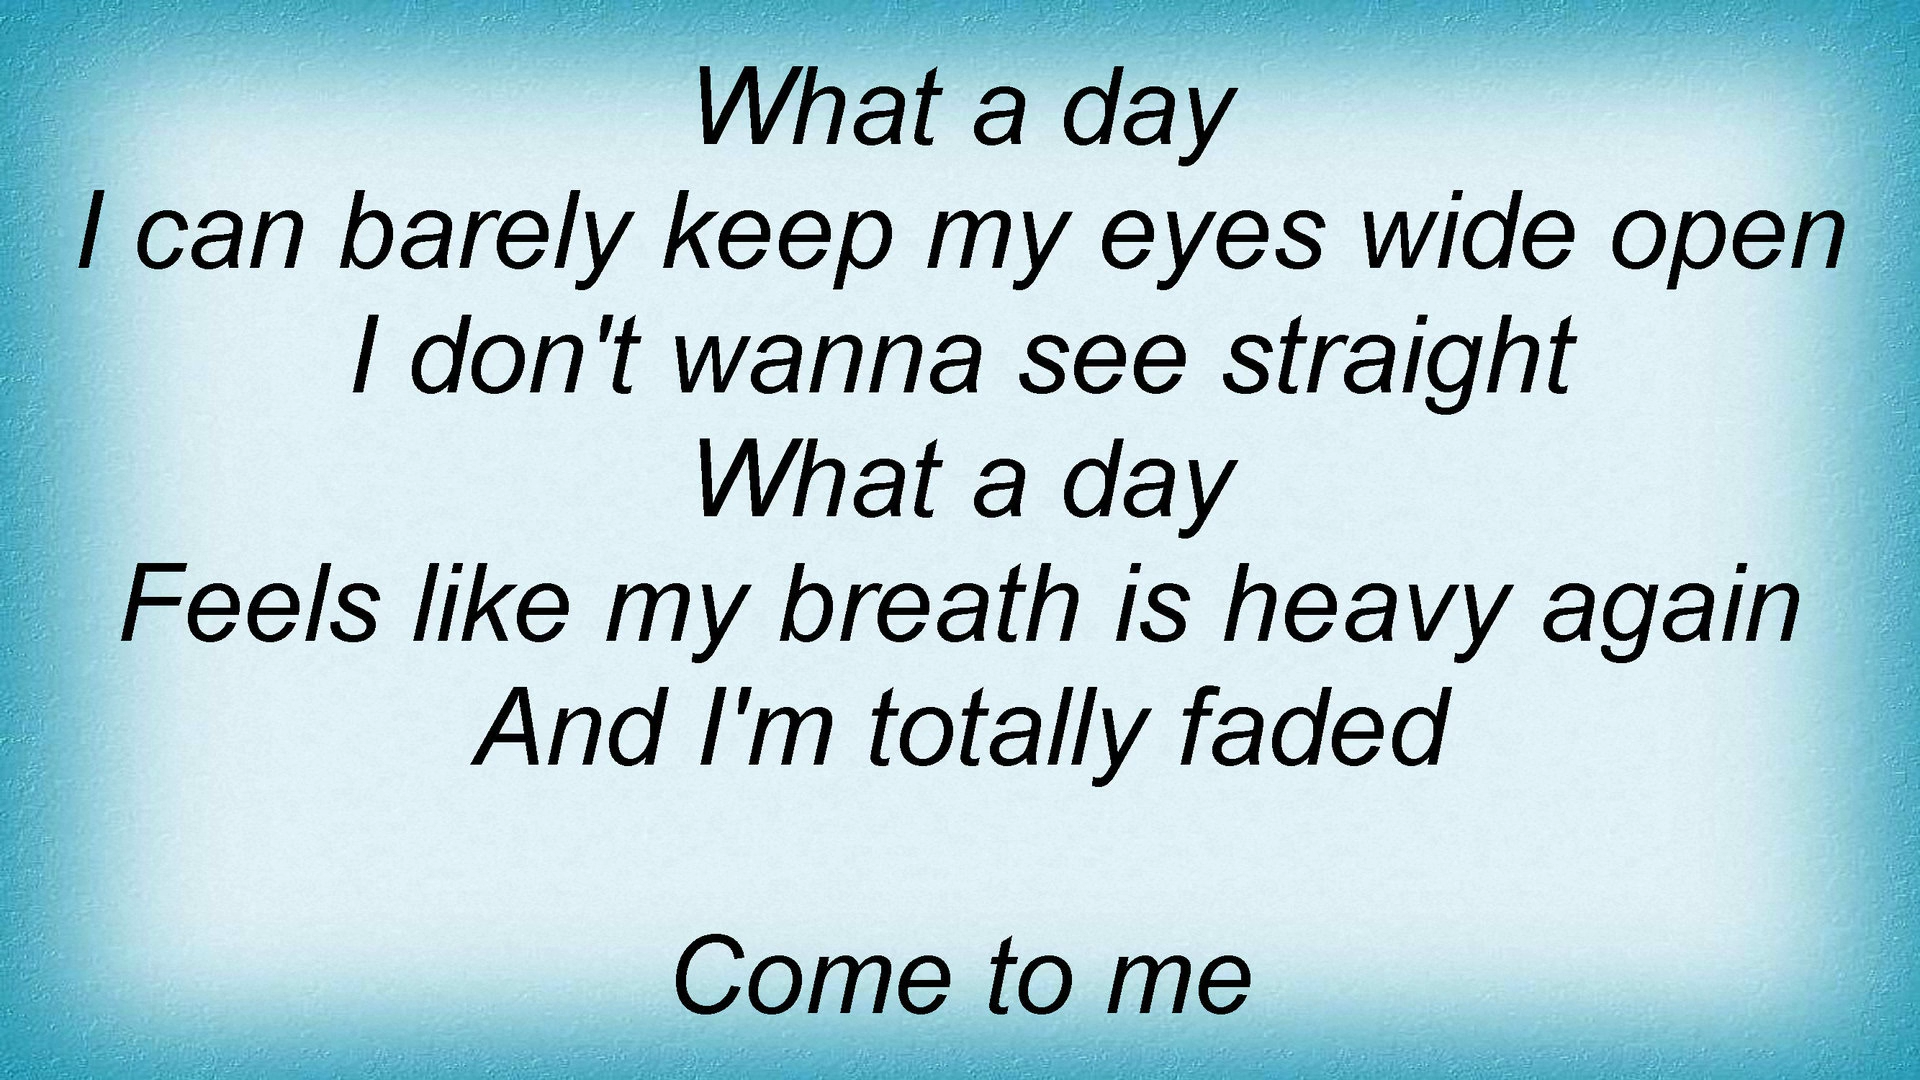 What a day
I can barely keep my eyes wide open
I don't wanna see straight
What a day
Feels like my breath is heavy again
And I'm totally faded
Come to me